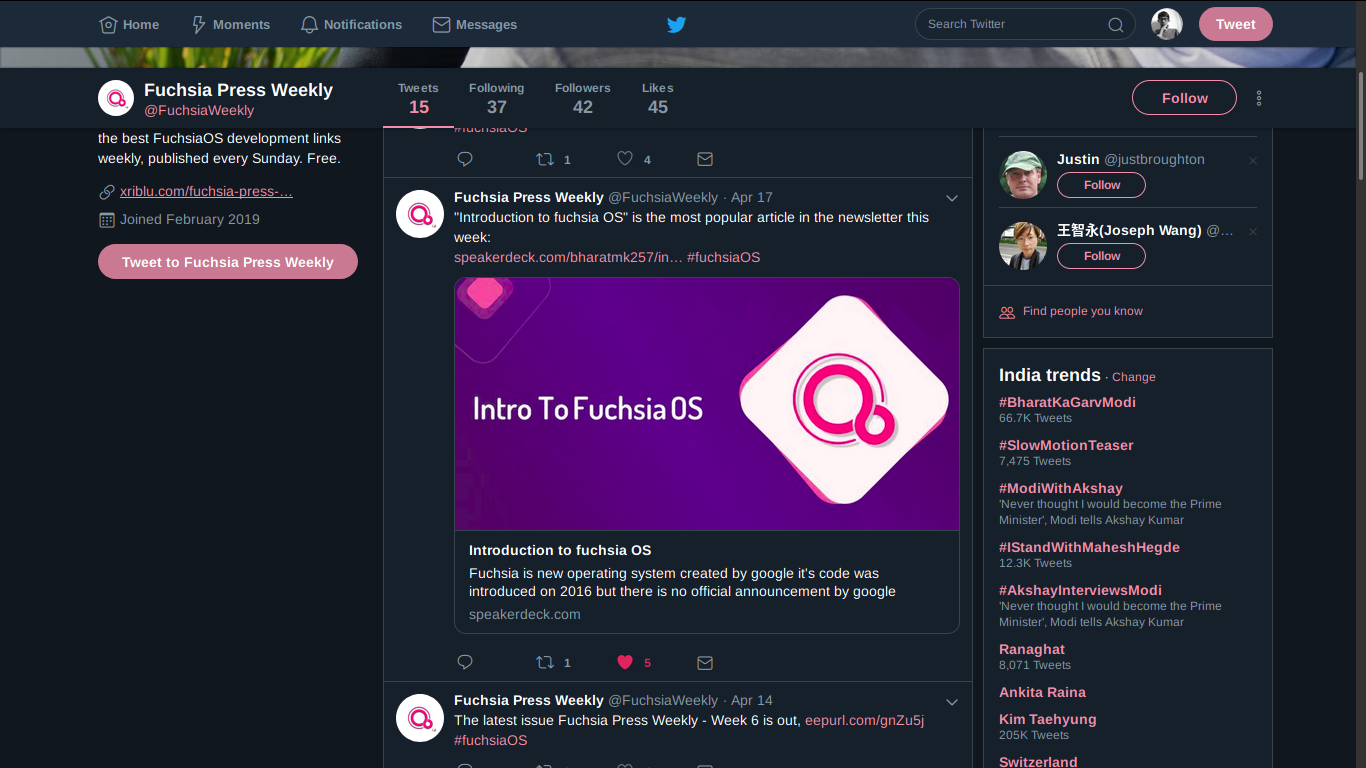 Home
Moments
Notifications
Messages
Search Twitter
Tweet
Fuchsia Press Weekly
@FuchsiaWeekly
Tweets
15
Following
37
Followers
42
Likes
45
Follow
the best FuchsiaOS development links
weekly, published every Sunday. Free.
xriblu.com/fuchsia-press-…
Joined February 2019
Tweet to Fuchsia Press Weekly
#fuchsiaOS
1
4
Fuchsia Press Weekly @FuchsiaWeekly · Apr 17
"Introduction to fuchsia OS" is the most popular article in the newsletter this
week:
speakerdeck.com/bharatmk257/in… #fuchsiaOS
Intro To Fuchsia OS
Introduction to fuchsia OS
Fuchsia is new operating system created by google it's code was
introduced on 2016 but there is no official announcement by google
speakerdeck.com
1
5
Fuchsia Press Weekly @FuchsiaWeekly · Apr 14
The latest issue Fuchsia Press Weekly - Week 6 is out, eepurl.com/gnZu5j
#fuchsiaOS
Justin @justbroughton
Follow
王智永(Joseph Wang) @…
Follow
Find people you know
India trends · Change
#BharatKaGarvModi
66.7K Tweets
#SlowMotionTeaser
7,475 Tweets
#ModiWithAkshay
'Never thought I would become the Prime
Minister', Modi tells Akshay Kumar
#IStandWithMaheshHegde
12.3K Tweets
#AkshayInterviewsModi
'Never thought I would become the Prime
Minister', Modi tells Akshay Kumar
Ranaghat
8,071 Tweets
Ankita Raina
Kim Taehyung
205K Tweets
Switzerland